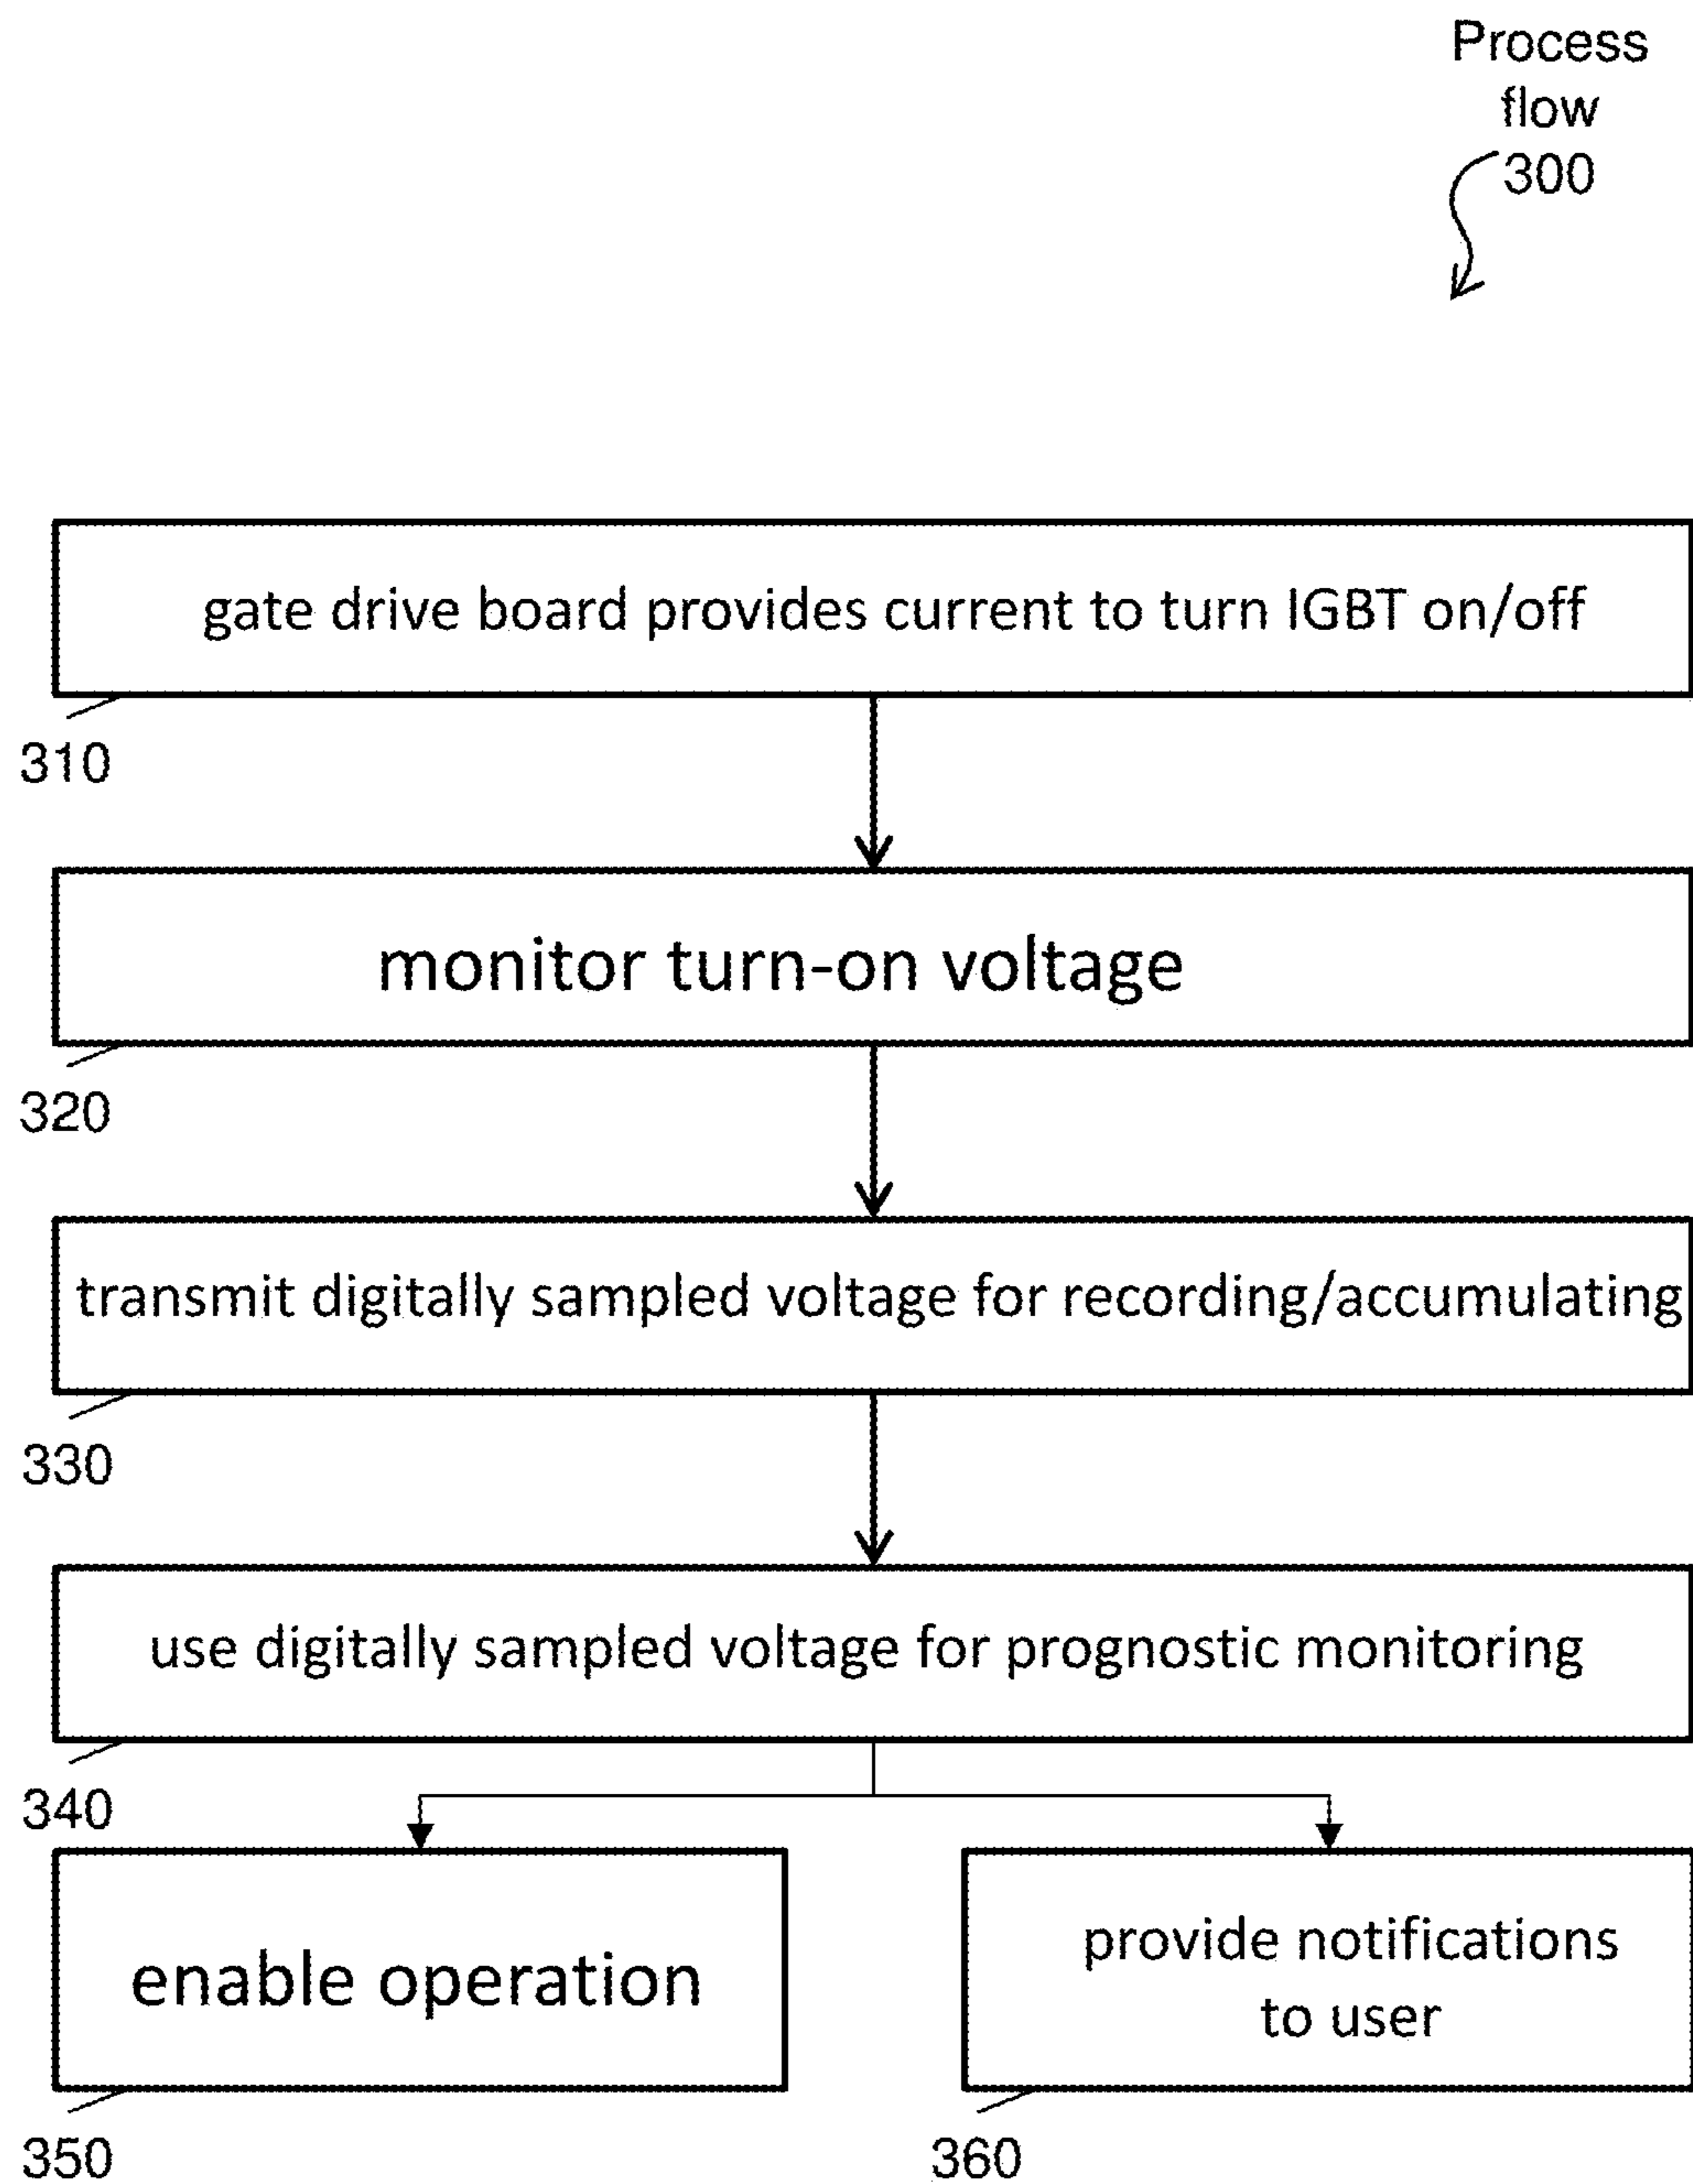 Process
flow
300
gate drive board provides current to turn IGBT on/off
310
monitor turn-on voltage
320
transmit digitally sampled voltage for recording/accumulating
330
use digitally sampled voltage for prognostic monitoring
340
enable operation
350
provide notifications
to user
360